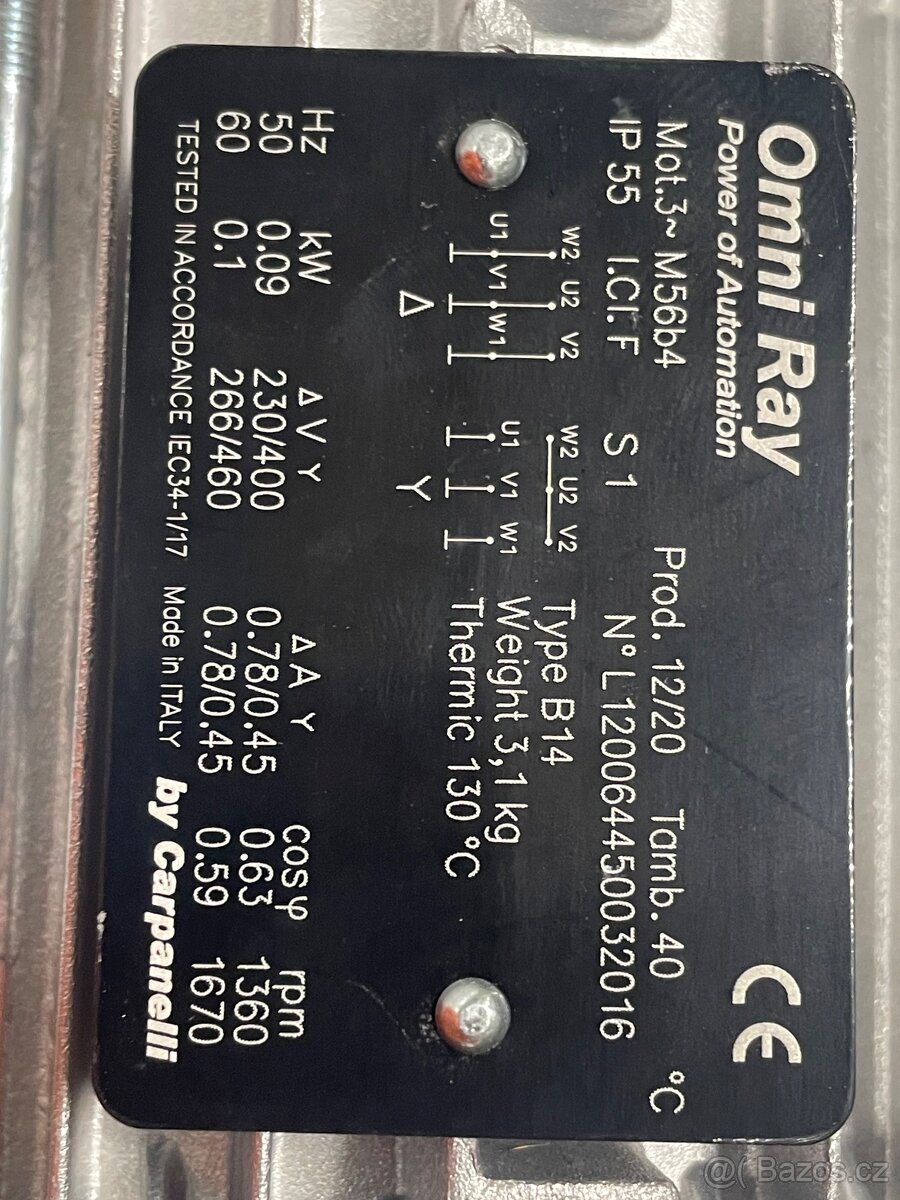 Omni Ray
Power of Automation
CE
Mot.3~ M56b4 Prod. 12/20 Tamb. 40 °C
IP 55 I.Cl. F S 1 N° L120064450032016
W2 U2 V2 W2 U2 V2 Type B14
U1 V1 W1 U1 V1 W1 Weight 3,1 kg
Thermic 130 °C
Δ Y
Hz kW Δ V Y Δ A Y cosφ rpm
50 0.09 230/400 0.78/0.45 0.63 1360
60 0.1 266/460 0.78/0.45 0.59 1670
TESTED IN ACCORDANCE IEC34-1/17 Made in ITALY by Carpanelli
@( Bazos.cz